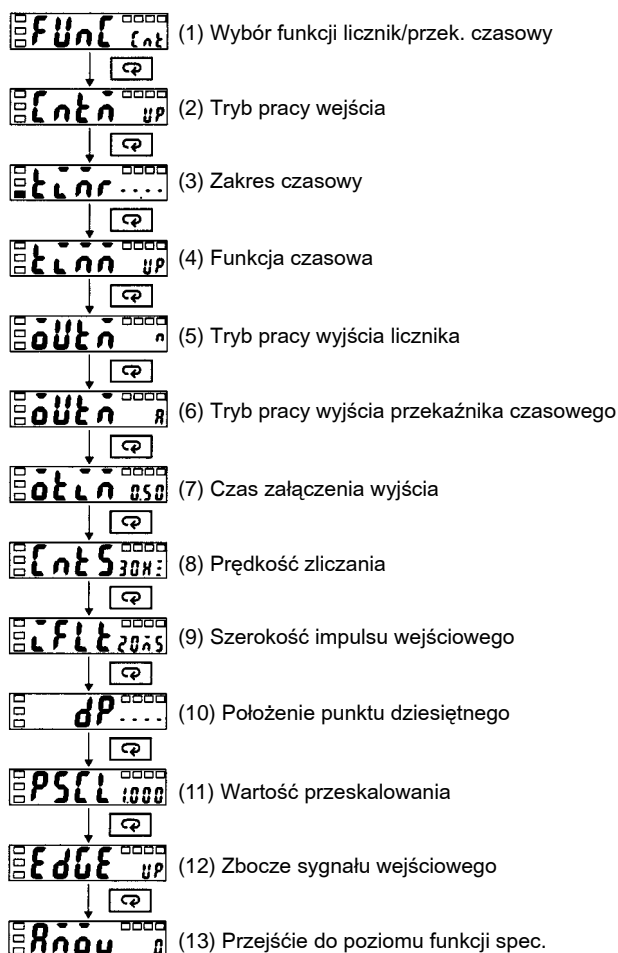 FUnC Cnt (1) Wybór funkcji licznik/przek. czasowy
Cntm UP (2) Tryb pracy wejścia
timr ---- (3) Zakres czasowy
timm UP (4) Funkcja czasowa
oUtm n (5) Tryb pracy wyjścia licznika
oUtm A (6) Tryb pracy wyjścia przekaźnika czasowego
otim 0.50 (7) Czas załączenia wyjścia
CntS 30Hz (8) Prędkość zliczania
iFLt 20mS (9) Szerokość impulsu wejściowego
dP ---- (10) Położenie punktu dziesiętnego
PSCL 1.000 (11) Wartość przeskalowania
EdGE UP (12) Zbocze sygnału wejściowego
Amov 0 (13) Przejśćie do poziomu funkcji spec.